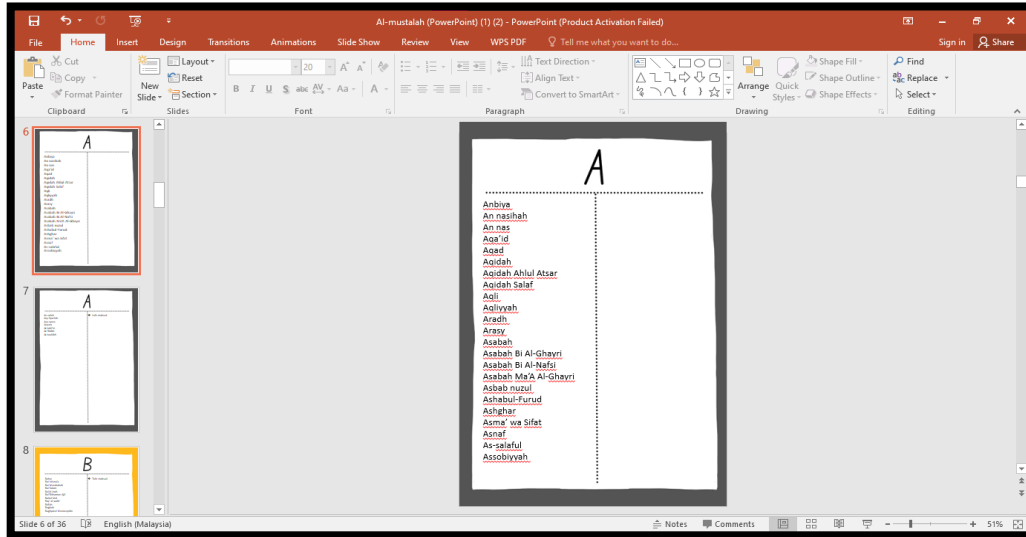 Al-mustalah (PowerPoint) (1) (2) - PowerPoint (Product Activation Failed)
File Home Insert Design Transitions Animations Slide Show Review View WPS PDF Tell me what you want to do... Sign in Share
Paste
Cut
Copy
Format Painter
Clipboard
New Slide
Layout
Reset
Section
Slides
20
Font
Paragraph
Text Direction
Align Text
Convert to SmartArt
Arrange
Quick Styles
Shape Fill
Shape Outline
Shape Effects
Drawing
Find
Replace
Select
Editing
6
A
7
A
8
B
A
Anbiya
An nasihah
An nas
Aqa'id
Aqad
Aqidah
Aqidah Ahlul Atsar
Aqidah Salaf
Aqli
Aqliyyah
Aradh
Arasy
Asabah
Asabah Bi Al-Ghayri
Asabah Bi Al-Nafsi
Asabah Ma'A Al-Ghayri
Asbab nuzul
Ashabul-Furud
Ashghar
Asma' wa Sifat
Asnaf
As-salaful
Assobiyyah
Slide 6 of 36 English (Malaysia) Notes Comments 51%